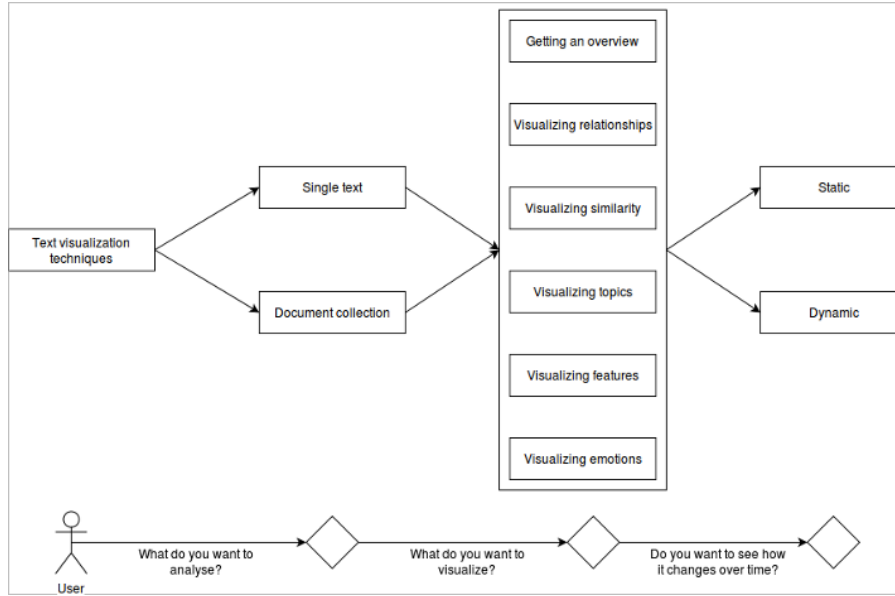 Getting an overview
Visualizing relationships
Single text
Static
Visualizing similarity
Text visualization
techniques
Visualizing topics
Document collection
Dynamic
Visualizing features
Visualizing emotions
What do you want to
analyse?
What do you want to
visualize?
Do you want to see how
it changes over time?
User